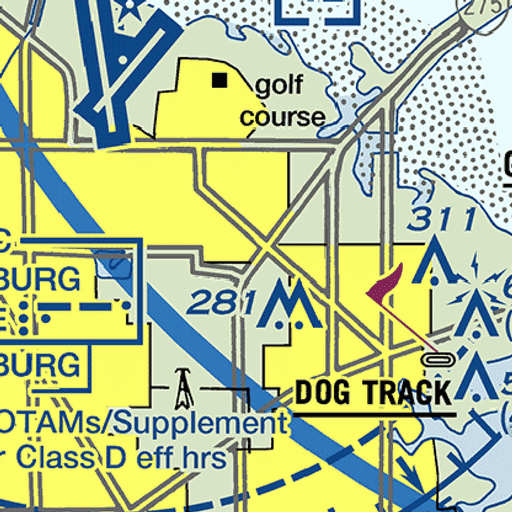 275
golf
course
311
C
BURG
281
BURG
DOG TRACK
OTAMs/Supplement
r Class D eff hrs